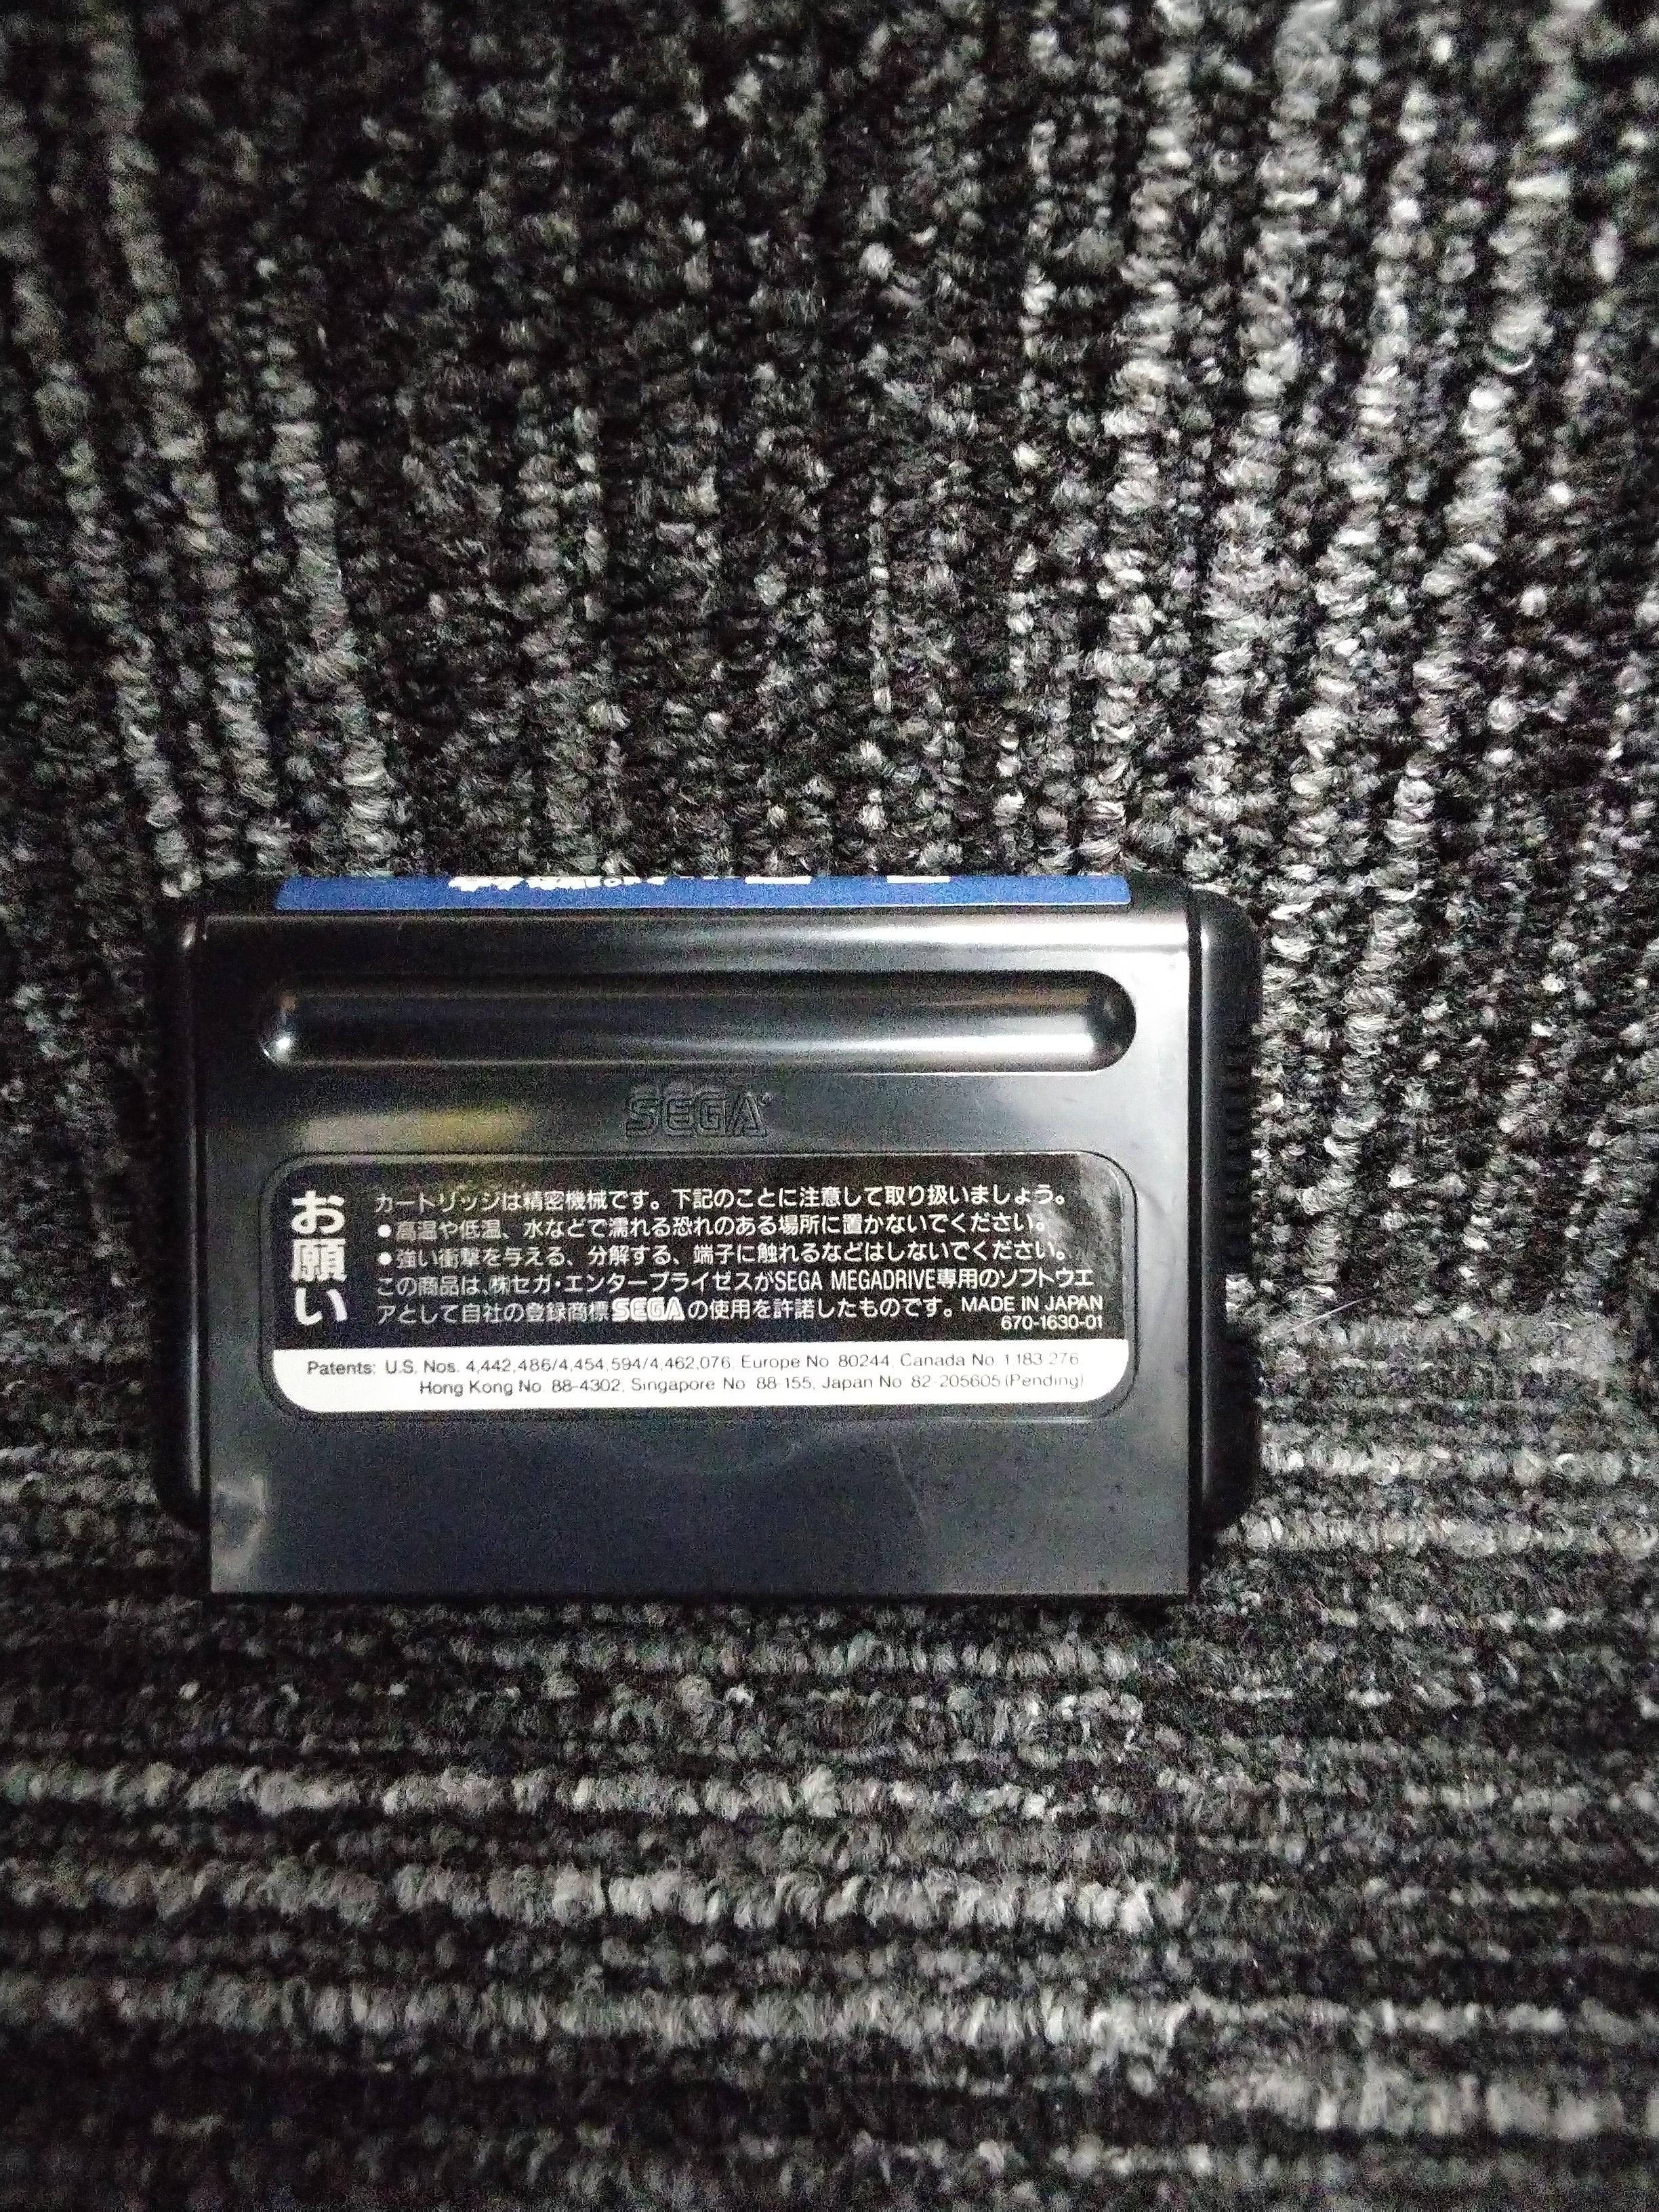 SEGA
お願い
カートリッジは精密機械です。下記のことに注意して取り扱いましょう。
●高温や低温、水などで濡れる恐れのある場所に置かないでください。
●強い衝撃を与える、分解する、端子に触れるなどはしないでください。
この商品は、㈱セガ・エンタープライゼスがSEGA MEGADRIVE専用のソフトウエ
アとして自社の登録商標SEGAの使用を許諾したものです。MADE IN JAPAN
670-1630-01
Patents: U.S. Nos. 4,442,486/4,454,594/4,462,076, Europe No. 80244, Canada No. 1,183,276,
Hong Kong No. 88-4302, Singapore No. 88-155, Japan No. 82-205605 (Pending)